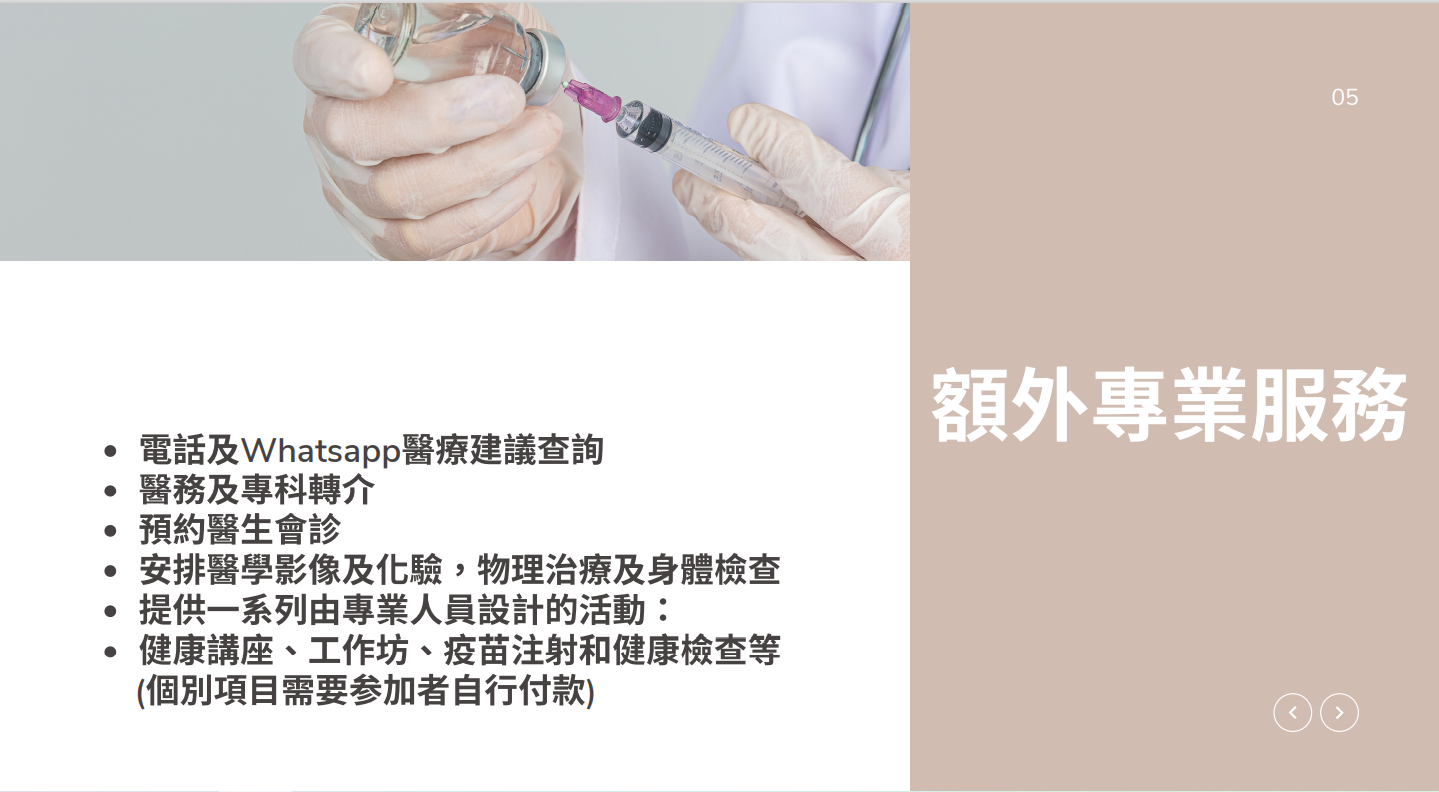 05
額外專業服務
• 電話及Whatsapp醫療建議查詢
• 醫務及專科轉介
• 預約醫生會診
• 安排醫學影像及化驗，物理治療及身體檢查
• 提供一系列由專業人員設計的活動：
• 健康講座、工作坊、疫苗注射和健康檢查等
(個別項目需要參加者自行付款)